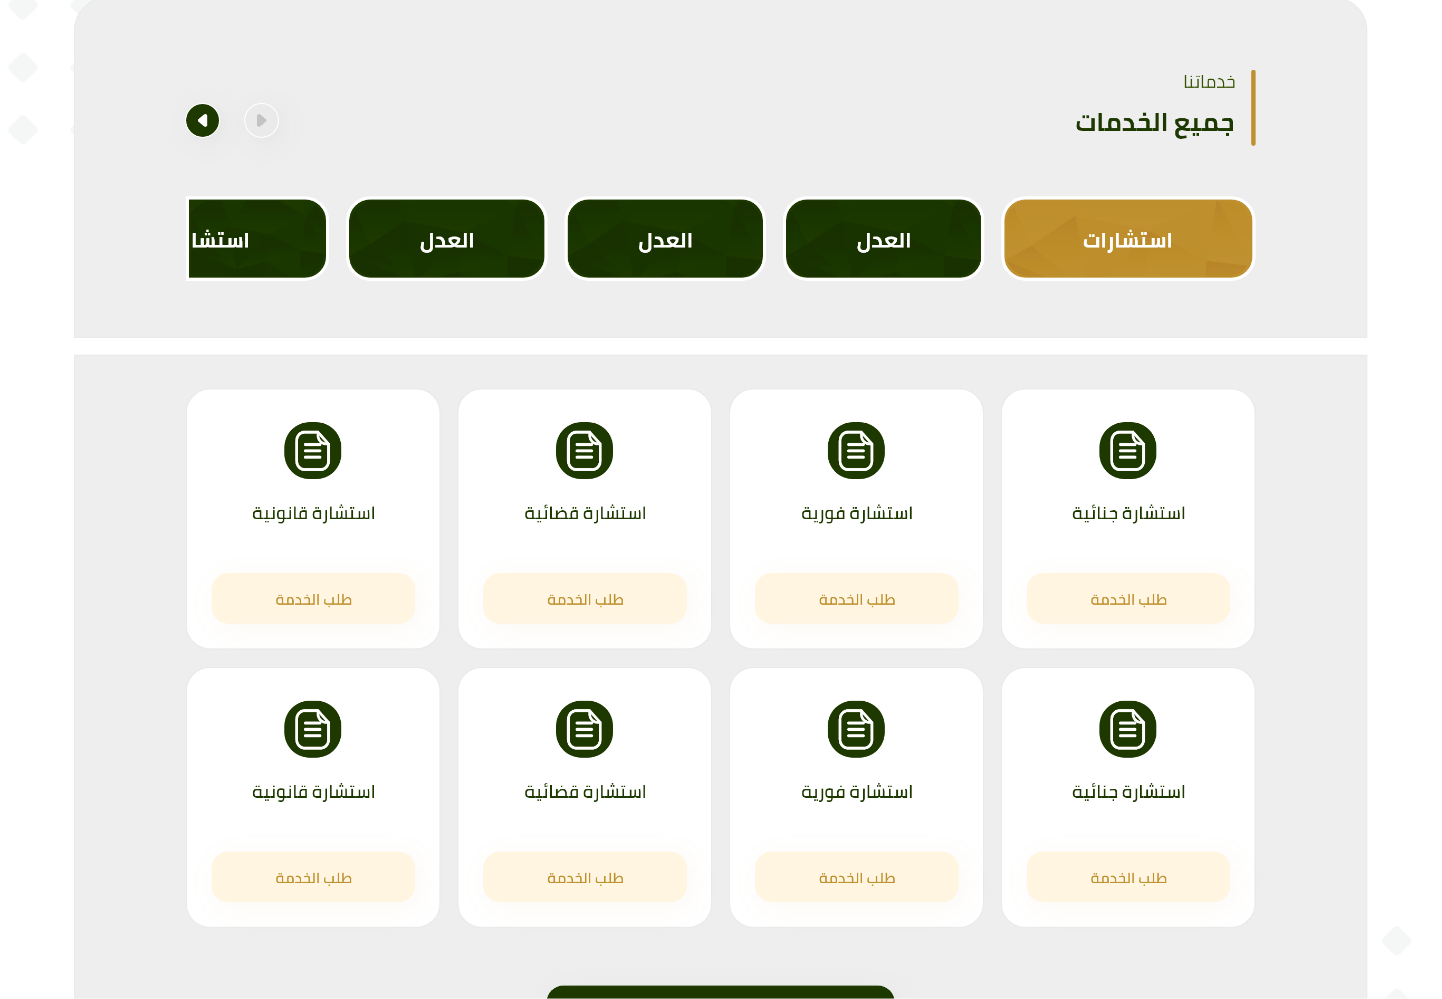 خدماتنا
جميع الخدمات
استشارات
العدل
العدل
العدل
استشا
استشارة جنائية
استشارة فورية
استشارة قضائية
استشارة قانونية
طلب الخدمة
طلب الخدمة
طلب الخدمة
طلب الخدمة
استشارة جنائية
استشارة فورية
استشارة قضائية
استشارة قانونية
طلب الخدمة
طلب الخدمة
طلب الخدمة
طلب الخدمة